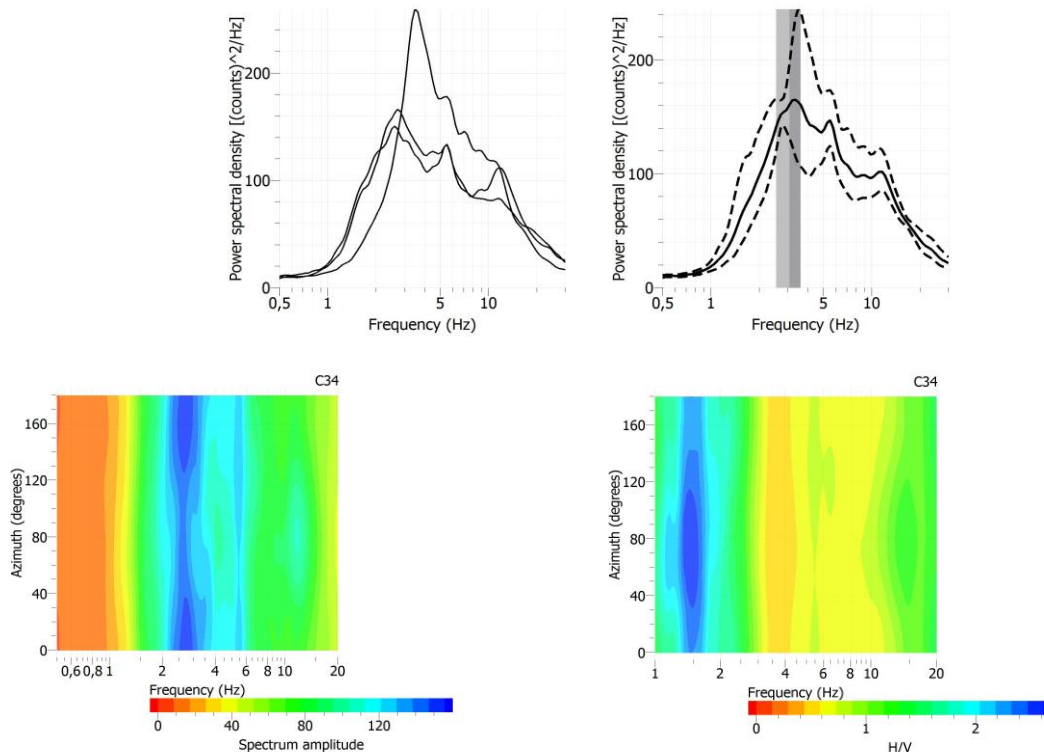 Power spectral density [(counts)^2/Hz]
200
100
0
0,5 1 5 10
Frequency (Hz)
Power spectral density [(counts)^2/Hz]
200
100
0
0,5 1 5 10
Frequency (Hz)
C34
Azimuth (degrees)
160
120
80
40
0
0,6 0,8 1 2 4 6 8 10 20
Frequency (Hz)
0 40 80 120
Spectrum amplitude
C34
Azimuth (degrees)
160
120
80
40
0
1 2 4 6 8 10 20
Frequency (Hz)
0 1 2
H/V